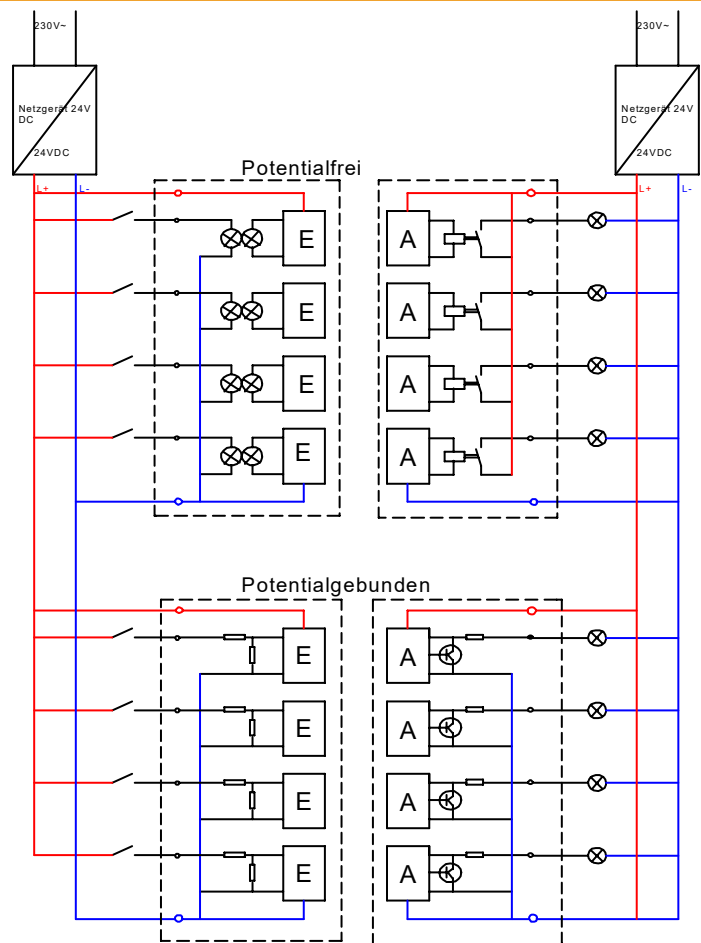 230V~
230V~
Netzgerät 24V
DC
24VDC
Netzgerät 24V
DC
24VDC
L+
L-
L+
L-
Potentialfrei
E
A
E
A
E
A
E
A
Potentialgebunden
E
A
E
A
E
A
E
A